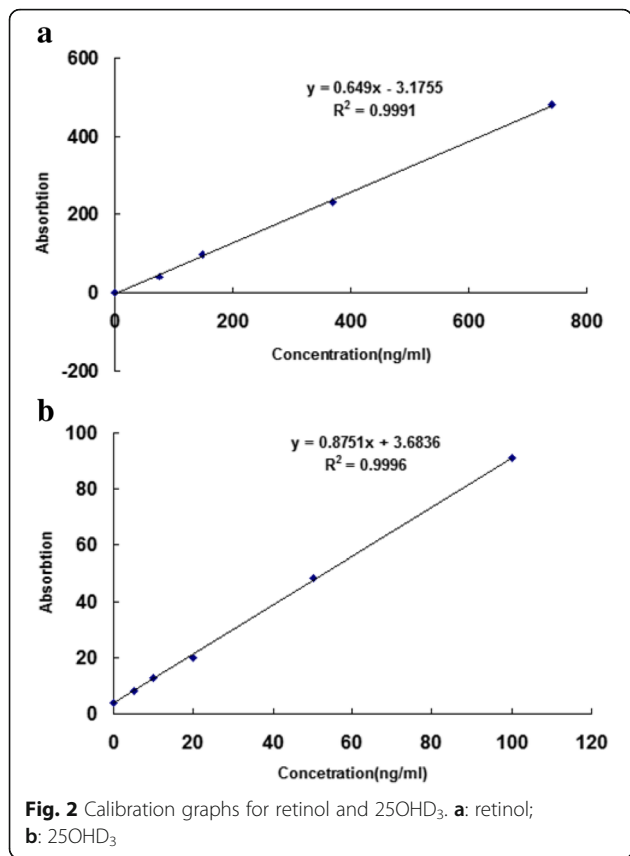 a
600
y = 0.649x - 3.1755
R² = 0.9991
400
Absorbtion
200
0
0 200 400 600 800
Concentration(ng/ml)
-200
b
100
y = 0.8751x + 3.6836
R² = 0.9996
80
60
Absorbtion
40
20
0
0 20 40 60 80 100 120
Concetration(ng/ml)
Fig. 2 Calibration graphs for retinol and 25OHD₃. a: retinol;
b: 25OHD₃